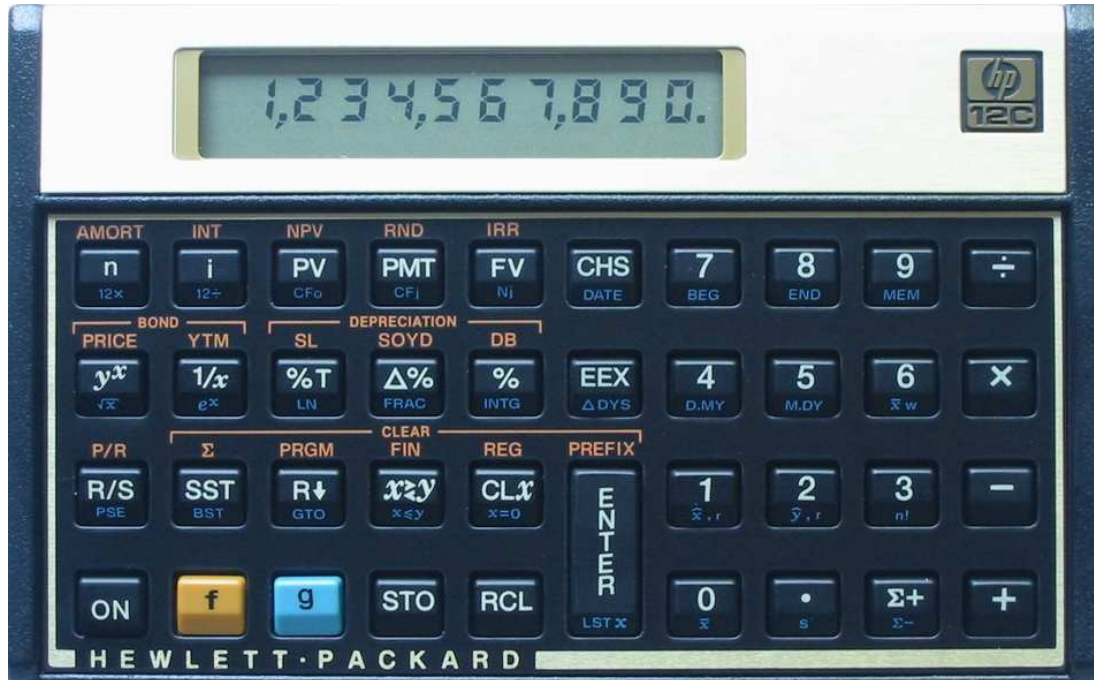 1,234,567,890.
hp
12C
AMORT INT NPV RND IRR
n i PV PMT FV CHS 7 8 9 ÷
12× 12÷ CFo CFj Nj DATE BEG END MEM
BOND DEPRECIATION
PRICE YTM SL SOYD DB
yˣ 1/x %T Δ% % EEX 4 5 6 ×
√x eˣ LN FRAC INTG ΔDYS D.MY M.DY x̄w
CLEAR
P/R Σ PRGM FIN REG PREFIX
R/S SST R↓ x≷y CLx ENTER 1 2 3 −
PSE BST GTO x≤y x=0 x̂,r ŷ,r n!
ON f g STO RCL 0 • Σ+ +
LST x x̄ s Σ−
HEWLETT·PACKARD